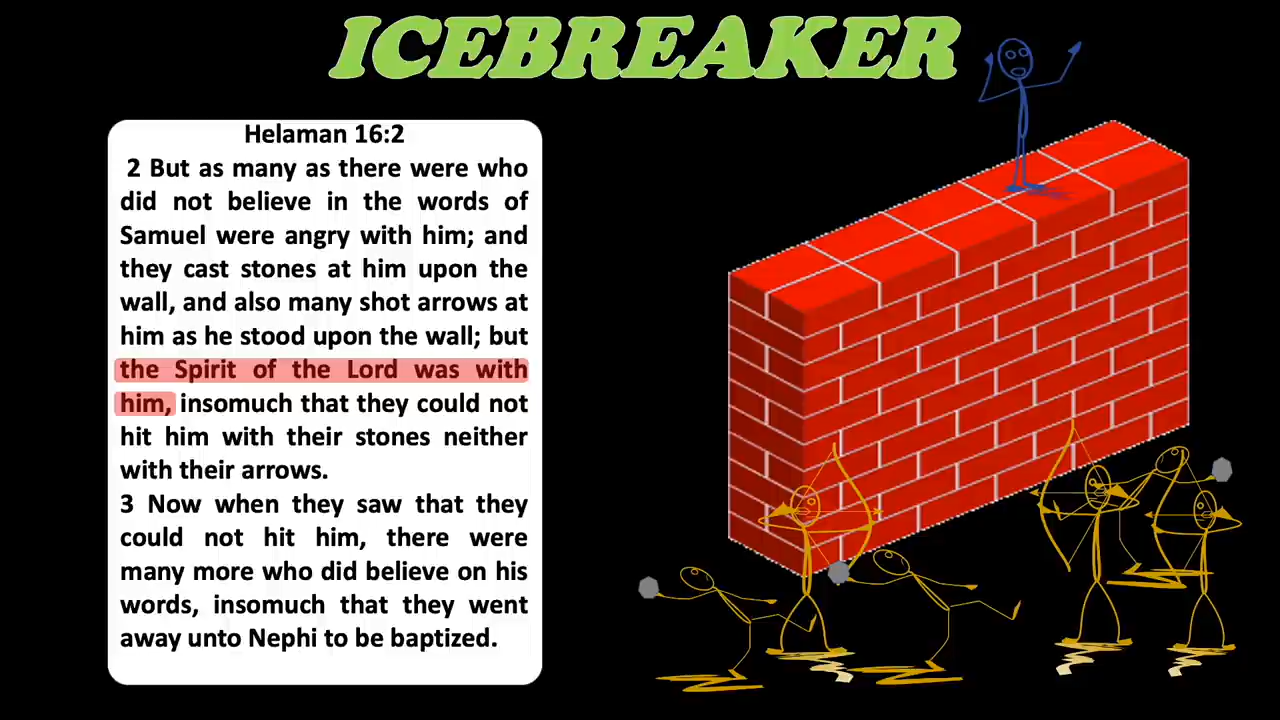 ICEBREAKER
Helaman 16:2
2 But as many as there were who
did not believe in the words of
Samuel were angry with him; and
they cast stones at him upon the
wall, and also many shot arrows at
him as he stood upon the wall; but
the Spirit of the Lord was with
him, insomuch that they could not
hit him with their stones neither
with their arrows.
3 Now when they saw that they
could not hit him, there were
many more who did believe on his
words, insomuch that they went
away unto Nephi to be baptized.